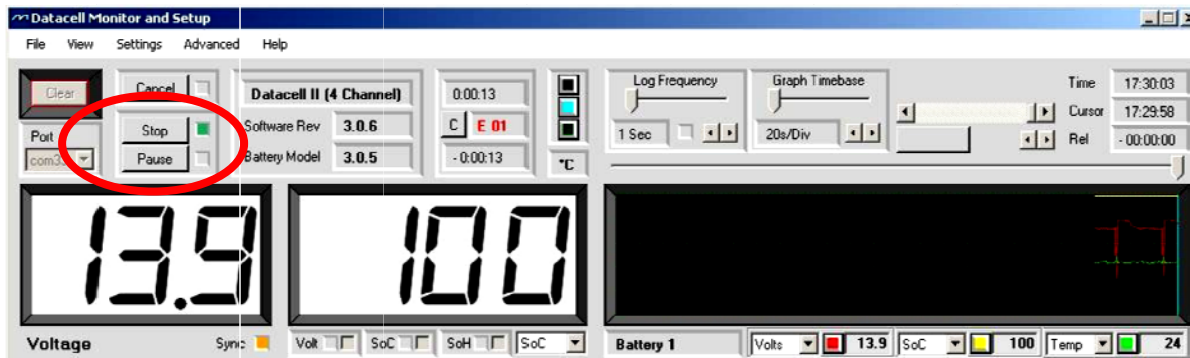 Datacell Monitor and Setup
File View Settings Advanced Help
Clear Cancel Datacell II (4 Channel) 0:00:13 Log Frequency Graph Timebase Time 17:30:03
Port Stop Software Rev 3.0.6 C E 01 1 Sec 20s/Div Cursor 17:29:58
Pause Battery Model 3.0.5 - 0:00:13 °C Rel - 00:00:00
13.9 100
Voltage Sync Volt SoC SoH SoC Battery 1 Volts 13.9 SoC 100 Temp 24